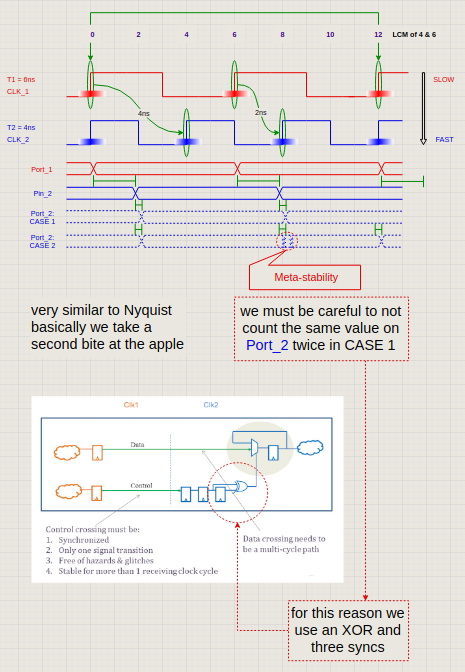 0 2 4 6 8 10 12 LCM of 4 & 6
T1 = 6ns
CLK_1
SLOW
4ns
2ns
T2 = 4ns
CLK_2
FAST
Port_1
Pin_2
Port_2:
CASE 1
Port_2:
CASE 2
Meta-stability
very similar to Nyquist
basically we take a
second bite at the apple
we must be careful to not
count the same value on
Port_2 twice in CASE 1
Clk1 Clk2
Data
Control
Control crossing must be:
1. Synchronized
2. Only one signal transition
3. Free of hazards & glitches
4. Stable for more than 1 receiving clock cycle
Data crossing needs to
be a multi-cycle path
for this reason we
use an XOR and
three syncs